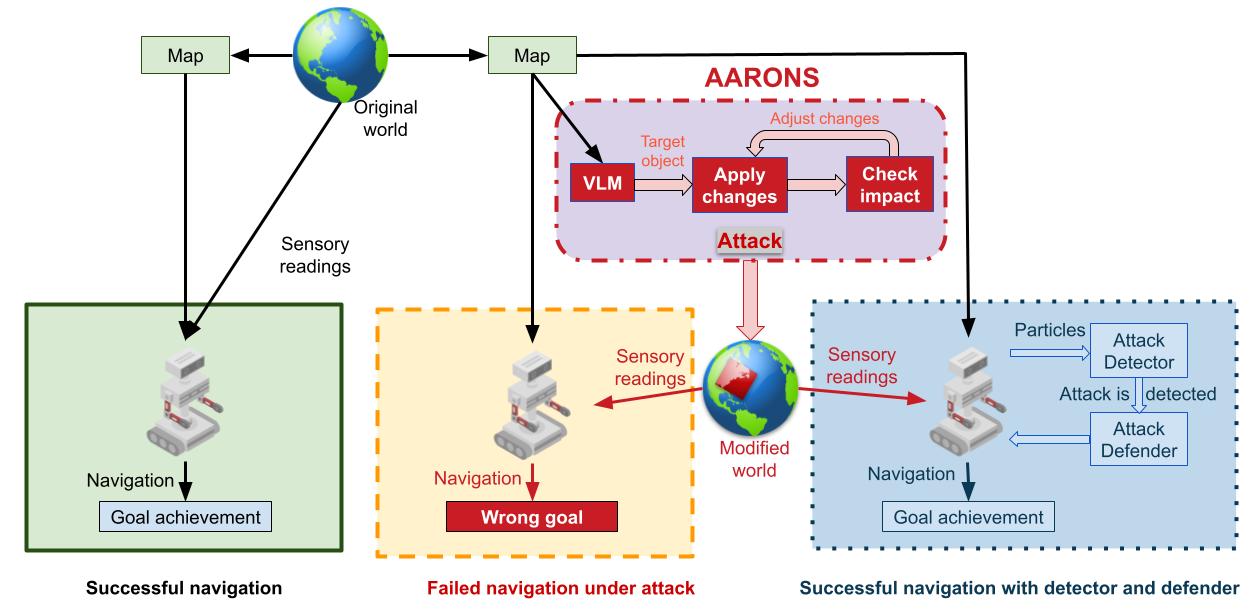 Map
Map
Original
world
AARONS
Adjust changes
Target
object
VLM
Apply
changes
Check
impact
Attack
Sensory
readings
Sensory
readings
Sensory
readings
Particles
Attack
Detector
Attack is detected
Attack
Defender
Modified
world
Navigation
Goal achievement
Navigation
Wrong goal
Navigation
Goal achievement
Successful navigation
Failed navigation under attack
Successful navigation with detector and defender